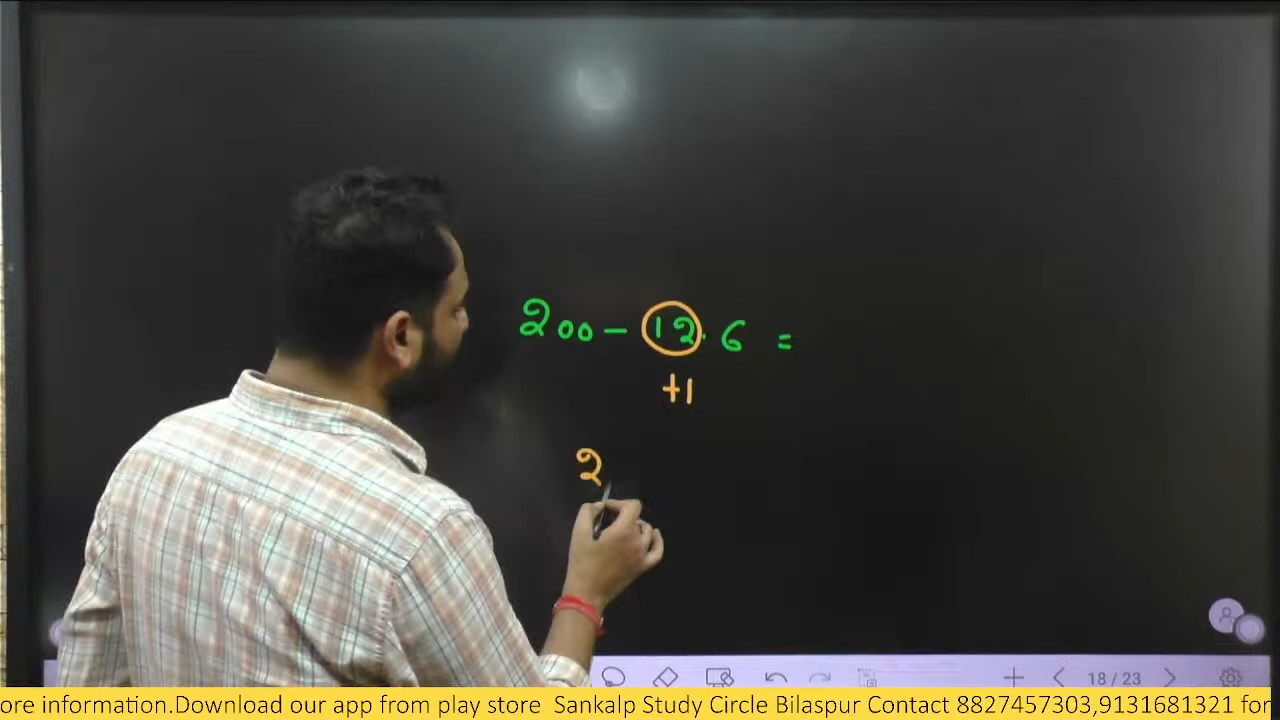 200 - 12.6 =
+1
2
18/23
ore information.Download our app from play store Sankalp Study Circle Bilaspur Contact 8827457303,9131681321 for